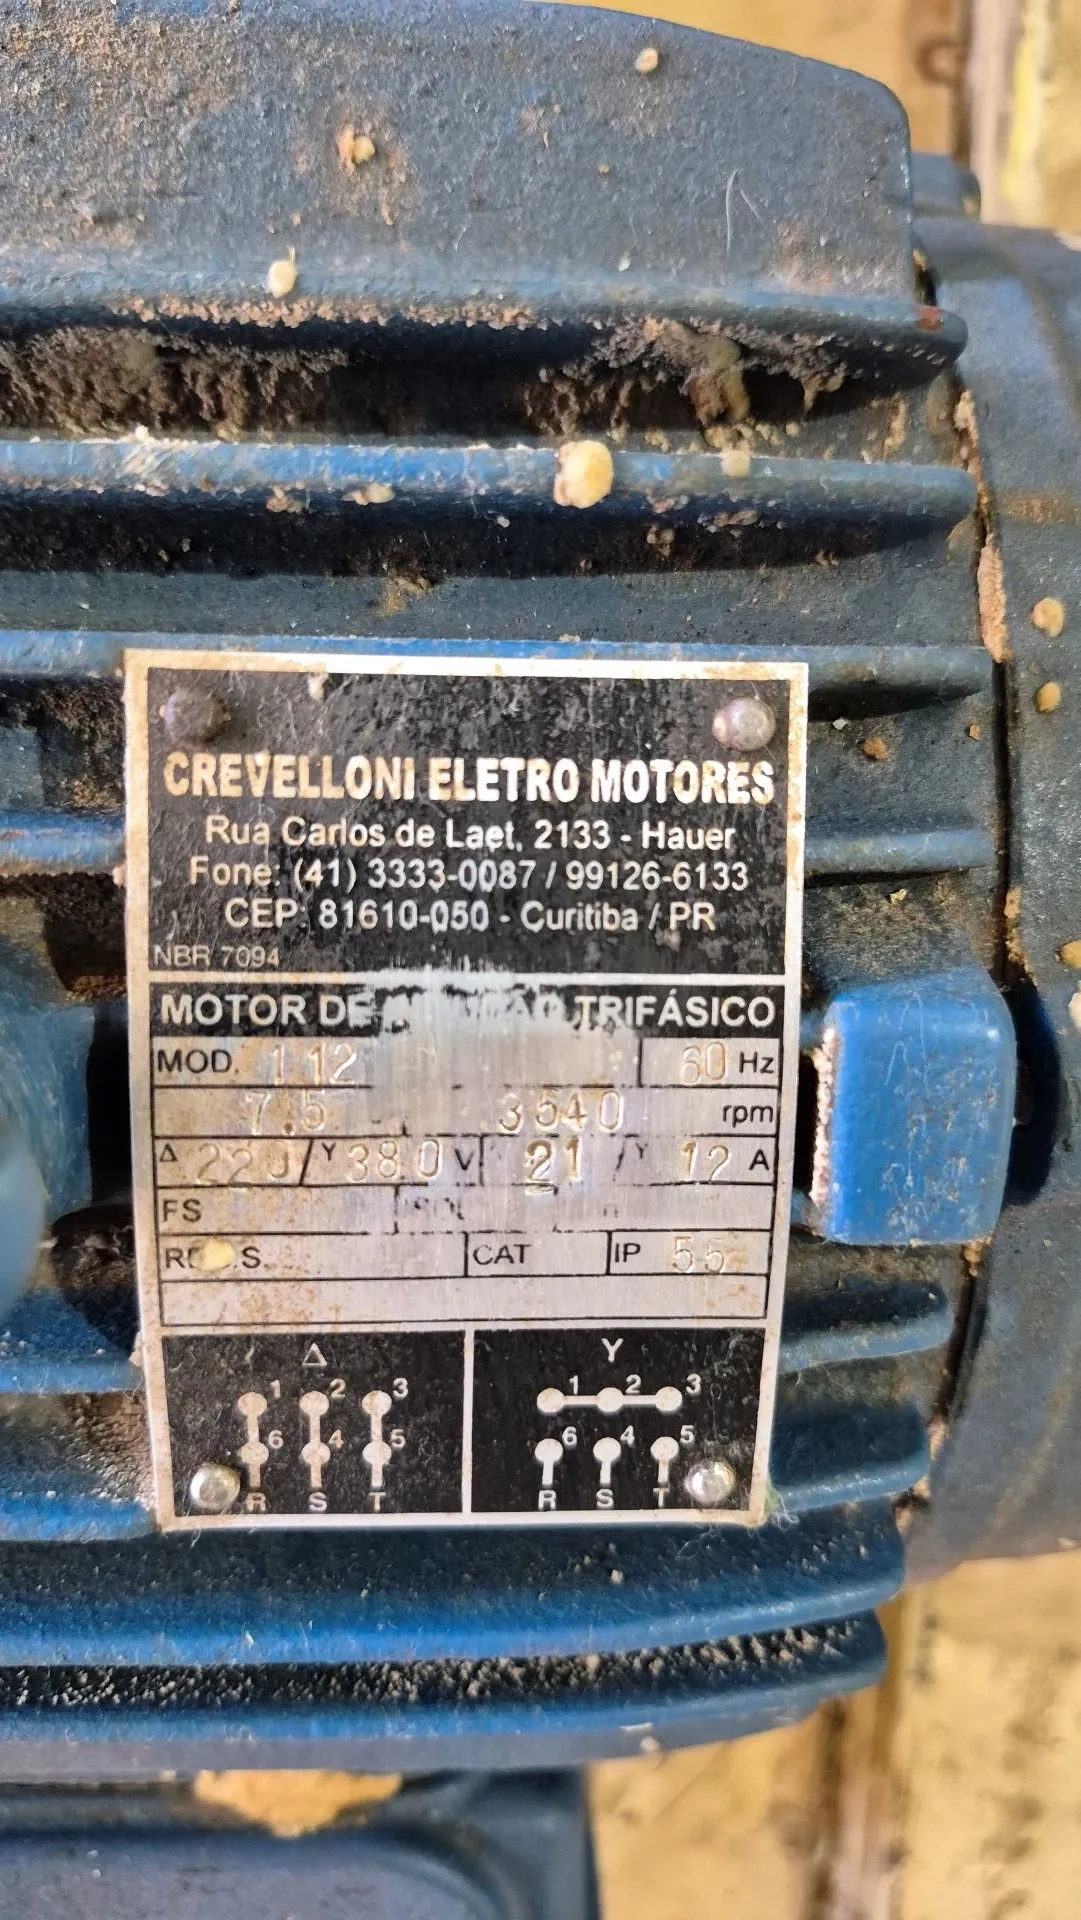 CREVELLONI ELETRO MOTORES
Rua Carlos de Laet, 2133 - Hauer
Fone: (41) 3333-0087 / 99126-6133
CEP: 81610-050 - Curitiba / PR
NBR 7094
MOTOR DE TRIFÁSICO
MOD. 112 60 Hz
7.5 3540 rpm
Δ 220 / Y 380 V 21 / Y 12 A
FS
CAT IP 55
Δ Y
1 2 3 1 2 3
6 4 5 6 4 5
R S T R S T